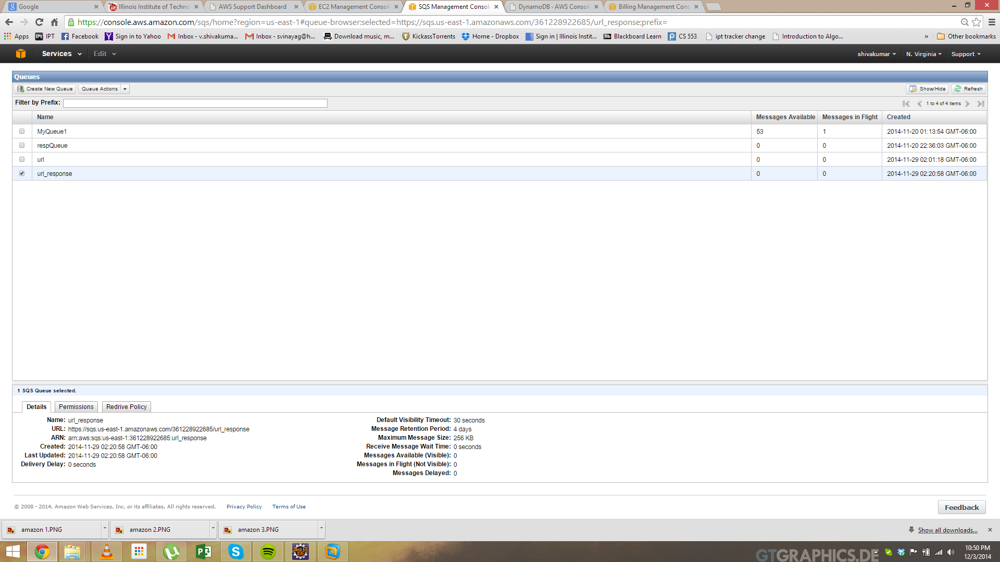 Google
Illinois Institute of Techno
AWS Support Dashboard
EC2 Management Consol
SQS Management Consol
DynamoDB · AWS Consol
Billing Management Cons
https://console.aws.amazon.com/sqs/home?region=us-east-1#queue-browser:selected=https://sqs.us-east-1.amazonaws.com/361228922685/url_response;prefix=
Apps
IPT
Facebook
Sign in to Yahoo
Inbox - v.shivakuma...
Inbox - svinayag@h...
Download music, m...
KickassTorrents
Home - Dropbox
Sign in | Illinois Instit...
Blackboard Learn
CS 553
ipt tracker change
Introduction to Algo...
»
Other bookmarks
Services
Edit
shivakumar
N. Virginia
Support
Queues
Create New Queue
Queue Actions
Show/Hide
Refresh
Filter by Prefix:
1 to 4 of 4 items
Name Messages Available Messages in Flight Created
MyQueue1 53 1 2014-11-20 01:13:54 GMT-06:00
respQueue 0 0 2014-11-20 22:36:03 GMT-06:00
url 0 0 2014-11-29 02:01:18 GMT-06:00
url_response 0 0 2014-11-29 02:20:58 GMT-06:00
1 SQS Queue selected.
Details
Permissions
Redrive Policy
Name: url_response
URL: https://sqs.us-east-1.amazonaws.com/361228922685/url_response
ARN: arn:aws:sqs:us-east-1:361228922685:url_response
Created: 2014-11-29 02:20:58 GMT-06:00
Last Updated: 2014-11-29 02:20:58 GMT-06:00
Delivery Delay: 0 seconds
Default Visibility Timeout: 30 seconds
Message Retention Period: 4 days
Maximum Message Size: 256 KB
Receive Message Wait Time: 0 seconds
Messages Available (Visible): 0
Messages in Flight (Not Visible): 0
Messages Delayed: 0
© 2008 - 2014, Amazon Web Services, Inc. or its affiliates. All rights reserved.
Privacy Policy
Terms of Use
Feedback
amazon 1.PNG
amazon 2.PNG
amazon 3.PNG
Show all downloads...
Java EE
IDE
GTGRAPHICS.DE
10:50 PM
12/3/2014